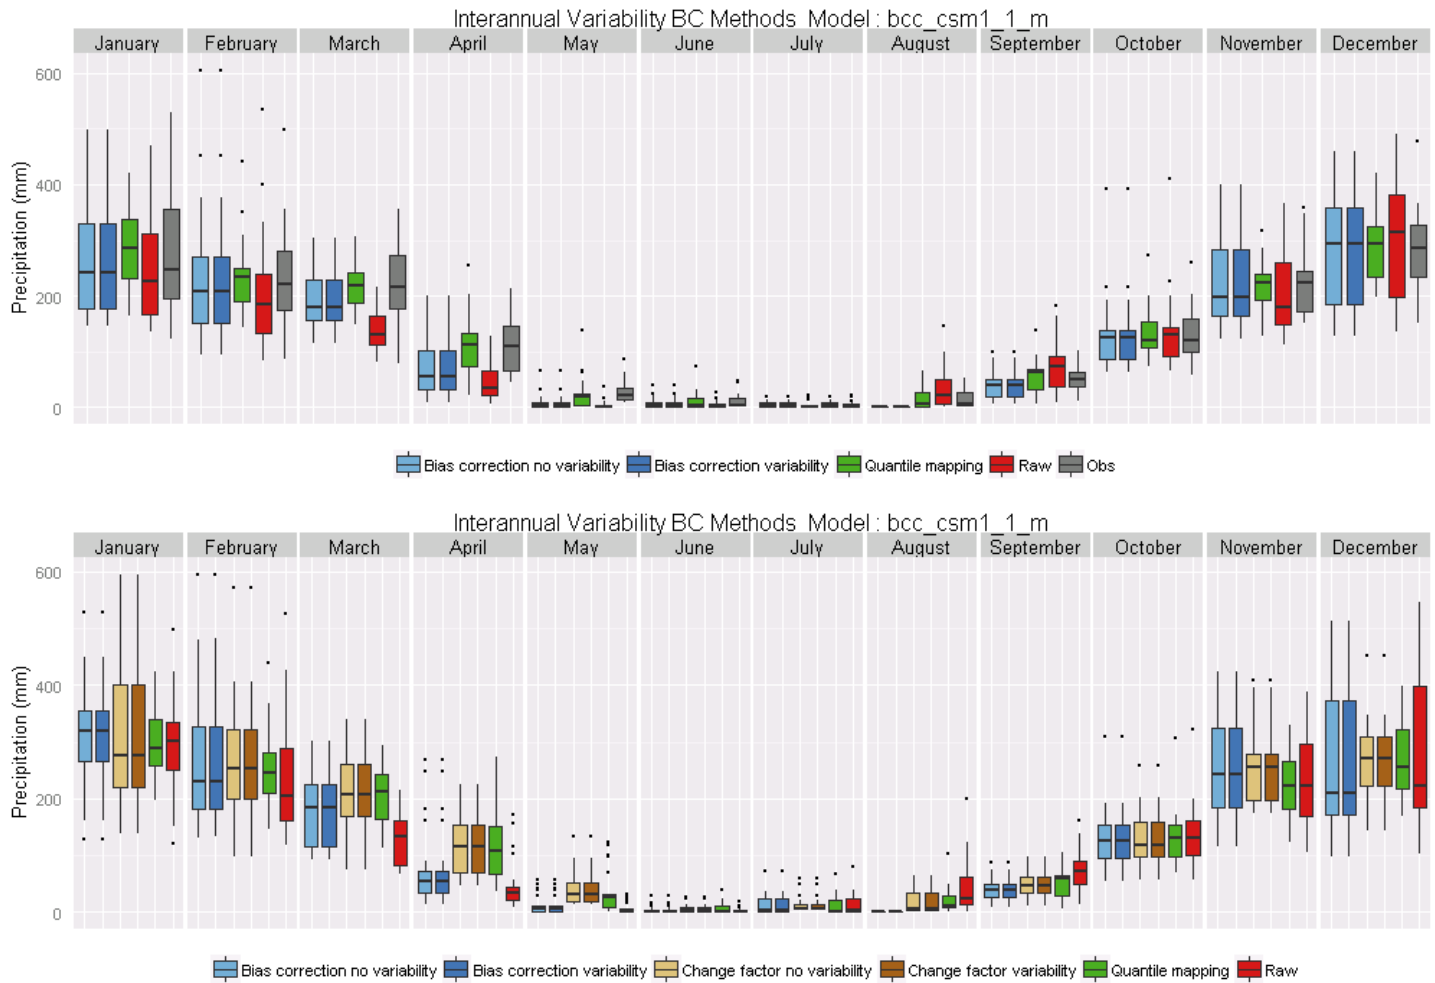 Interannual Variability BC Methods Model : bcc_csm1_1_m
January February March April May June July August September October November December
Precipitation (mm)
600
400
200
0
Bias correction no variability Bias correction variability Quantile mapping Raw Obs
Interannual Variability BC Methods Model : bcc_csm1_1_m
January February March April May June July August September October November December
Precipitation (mm)
600
400
200
0
Bias correction no variability Bias correction variability Change factor no variability Change factor variability Quantile mapping Raw